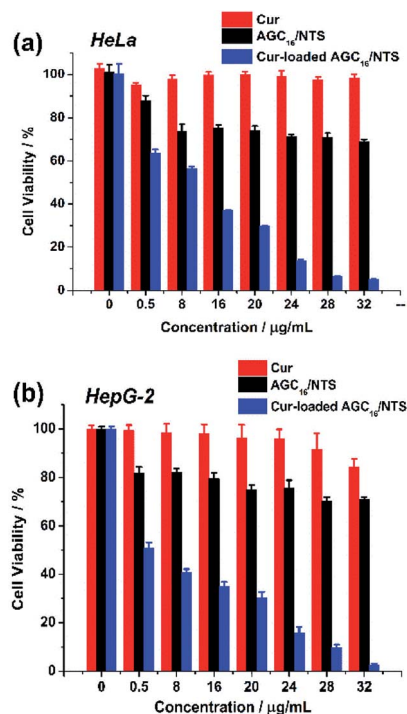 (a)
HeLa
Cur
AGC₁₆/NTS
Cur-loaded AGC₁₆/NTS
Cell Viability / %
100
80
60
40
20
0
0 0.5 8 16 20 24 28 32 --
Concentration / μg/mL
(b)
HepG-2
Cur
AGC₁₆/NTS
Cur-loaded AGC₁₆/NTS
Cell Viability / %
100
80
60
40
20
0
0 0.5 8 16 20 24 28 32
Concentration / μg/mL